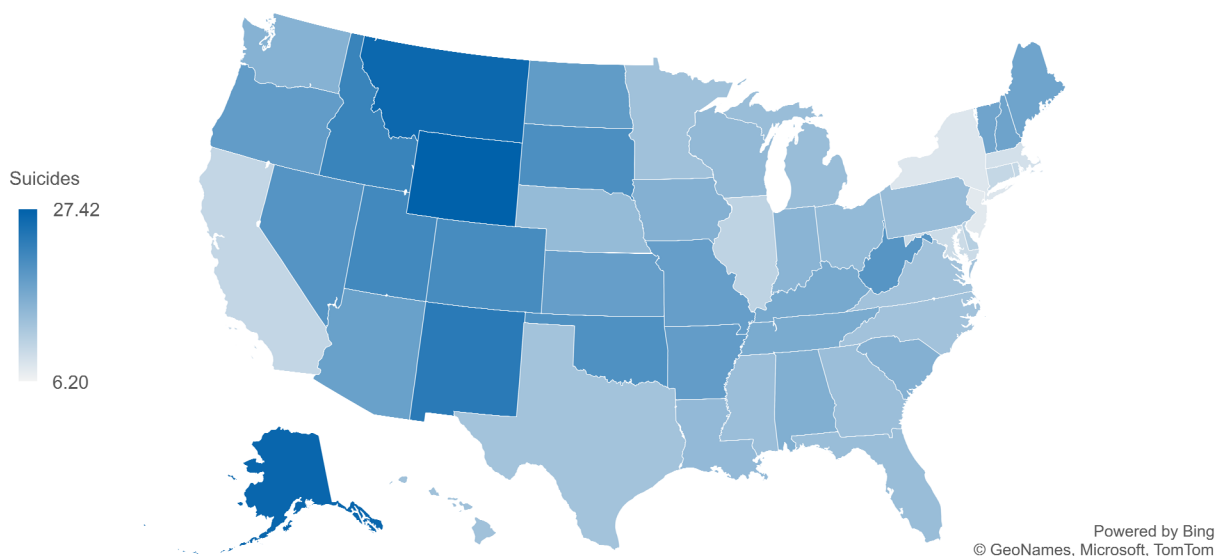 Suicides
27.42
6.20
Powered by Bing
© GeoNames, Microsoft, TomTom